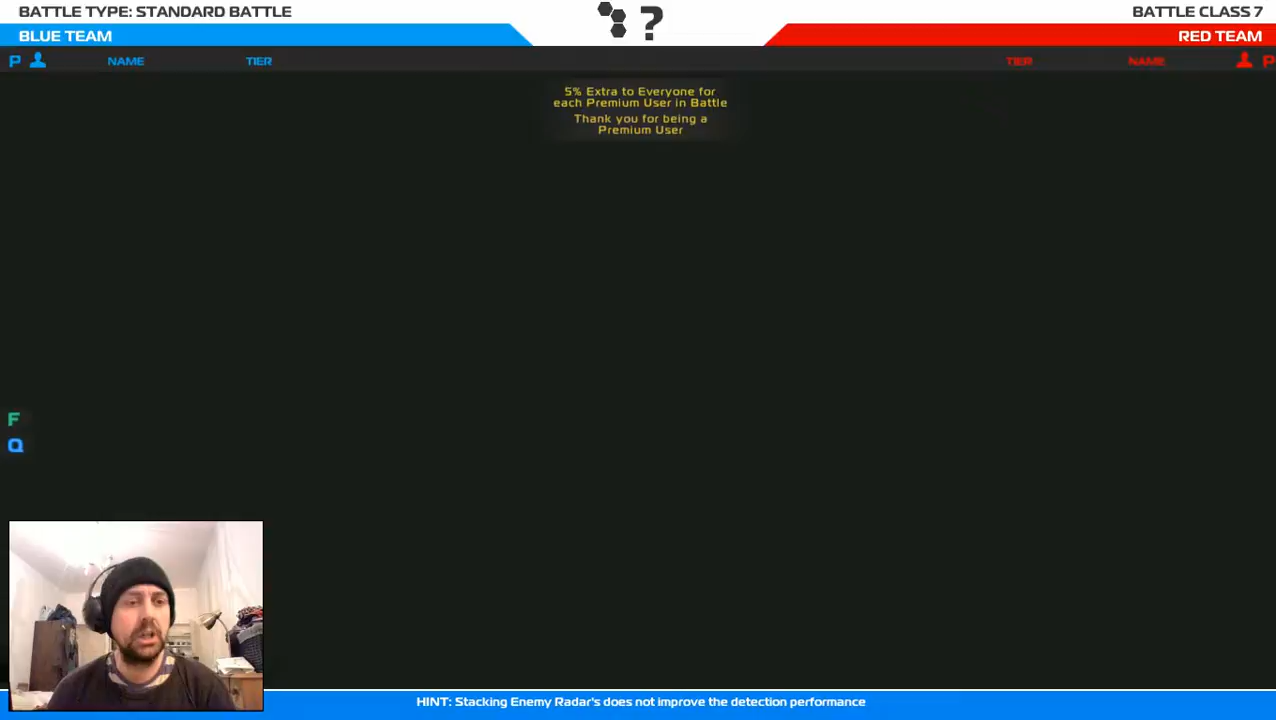 BATTLE TYPE: STANDARD BATTLE
?
BATTLE CLASS 7
BLUE TEAM
RED TEAM
P NAME TIER
TIER NAME P
5% Extra to Everyone for
each Premium User in Battle
Thank you for being a
Premium User
F
Q
HINT: Stacking Enemy Radar's does not improve the detection performance